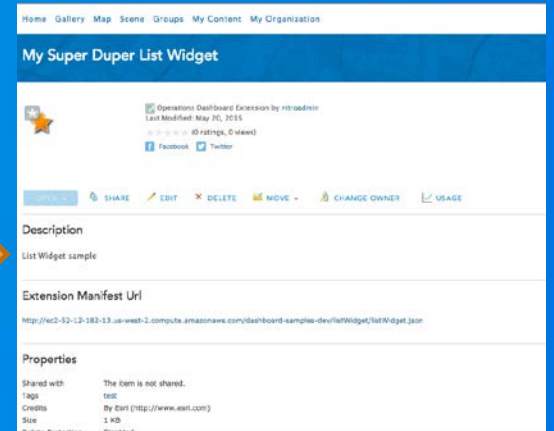 Home Gallery Map Scene Groups My Content My Organization
My Super Duper List Widget
Operations Dashboard Extension by nitroadmin
Last Modified: May 20, 2015
(0 ratings, 0 views)
Facebook Twitter
OPEN SHARE EDIT DELETE MOVE CHANGE OWNER USAGE
Description
List Widget sample
Extension Manifest Url
http://ec2-52-12-182-13.us-west-2.compute.amazonaws.com/dashboard-samples-dev/listWidget/listWidget.json
Properties
Shared with The item is not shared.
Tags test
Credits By Esri (http://www.esri.com)
Size 1 KB